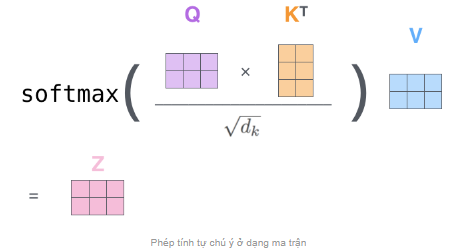 Q
K^T
V
softmax( × / √d_k )
Z
=
Phép tính tự chú ý ở dạng ma trận